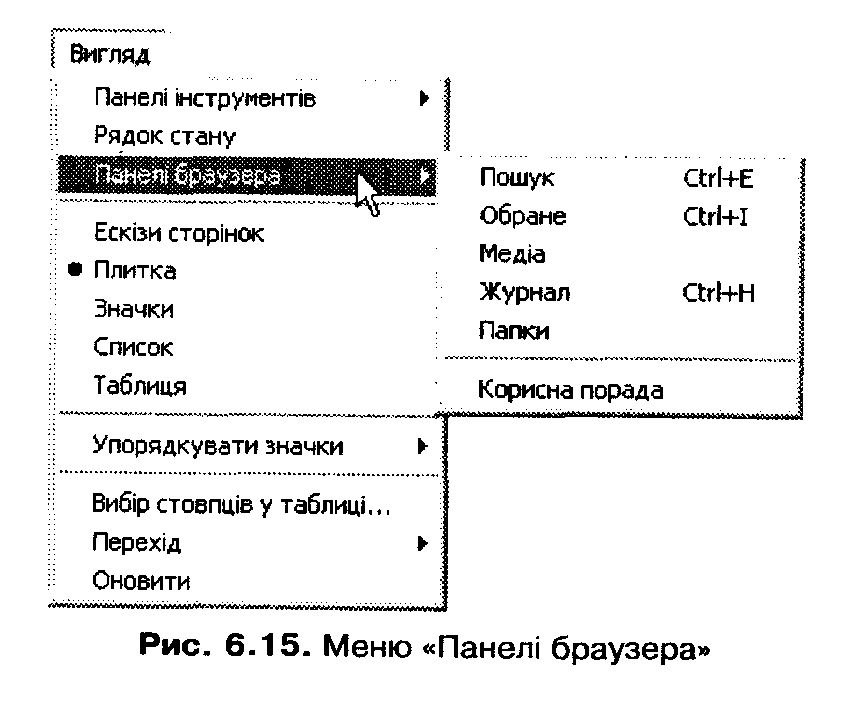 Вигляд
Панелі інструментів
Рядок стану
Панелі браузера
Ескізи сторінок
Плитка
Значки
Список
Таблиця
Упорядкувати значки
Вибір стовпців у таблиці...
Перехід
Оновити
Пошук Ctrl+E
Обране Ctrl+I
Медіа
Журнал Ctrl+H
Папки
Корисна порада
Рис. 6.15. Меню «Панелі браузера»